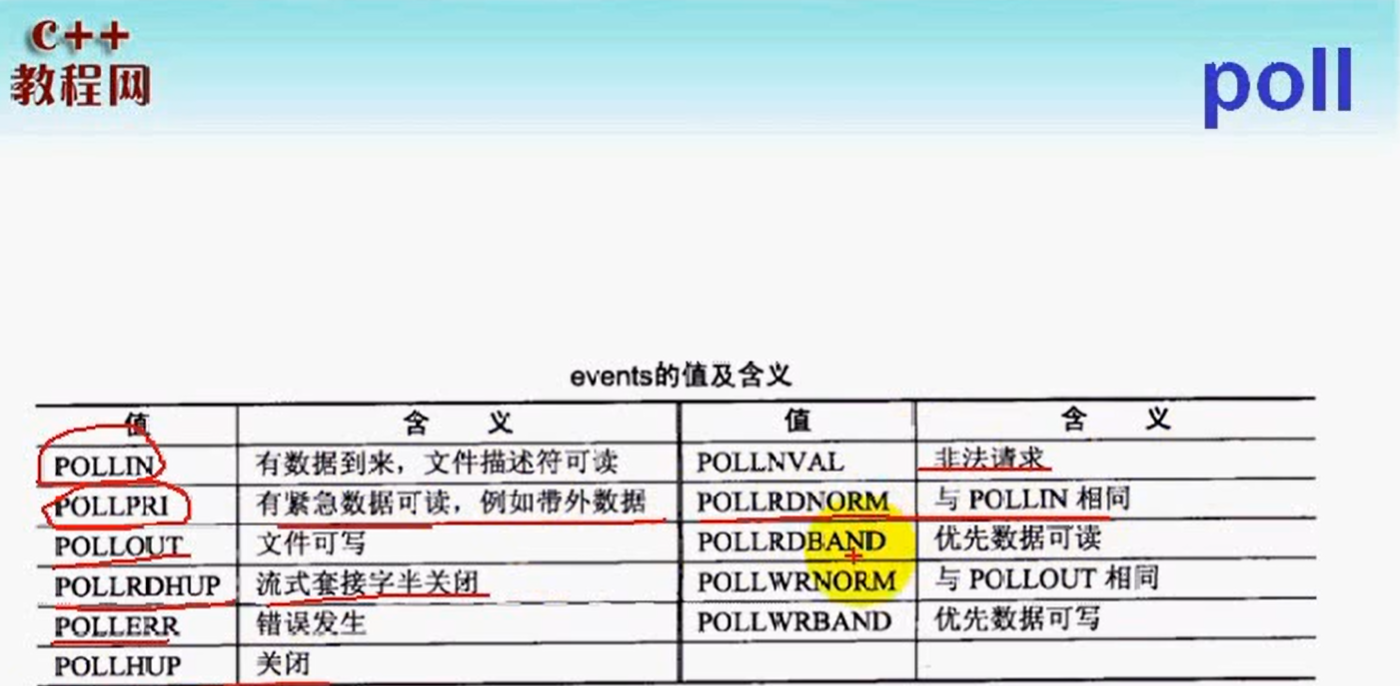 c++
教程网
poll
events的值及含义
值 含 义 值 含 义
POLLIN 有数据到来，文件描述符可读 POLLNVAL 非法请求
POLLPRI 有紧急数据可读，例如带外数据 POLLRDNORM 与 POLLIN 相同
POLLOUT 文件可写 POLLRDBAND 优先数据可读
POLLRDHUP 流式套接字半关闭 POLLWRNORM 与 POLLOUT 相同
POLLERR 错误发生 POLLWRBAND 优先数据可写
POLLHUP 关闭